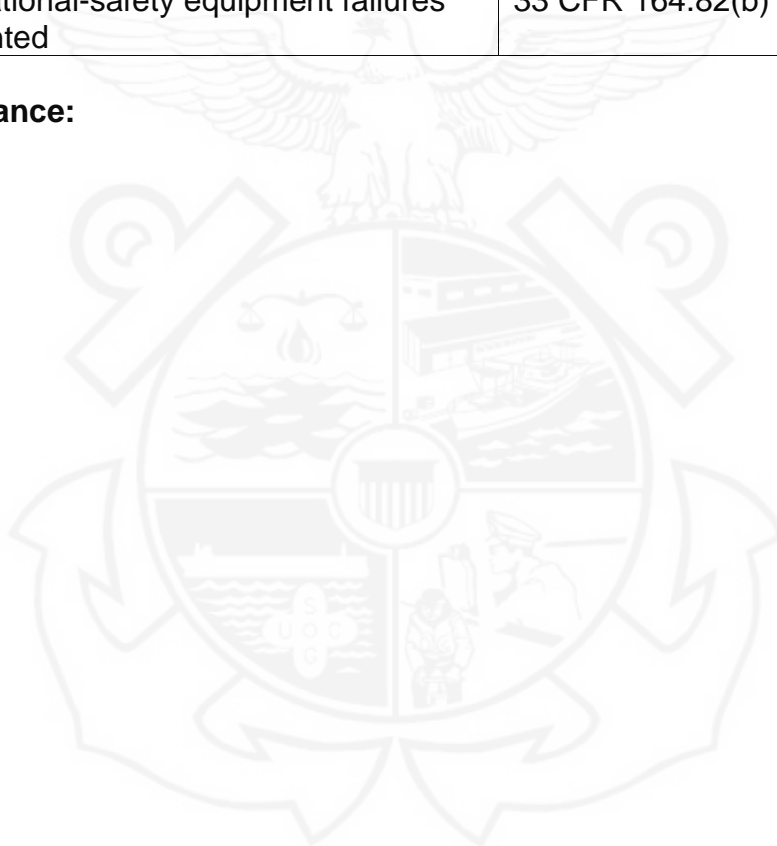 ational-safety equipment failures 33 CFR 164.82(b)
nted
ance:
S
U O C
G